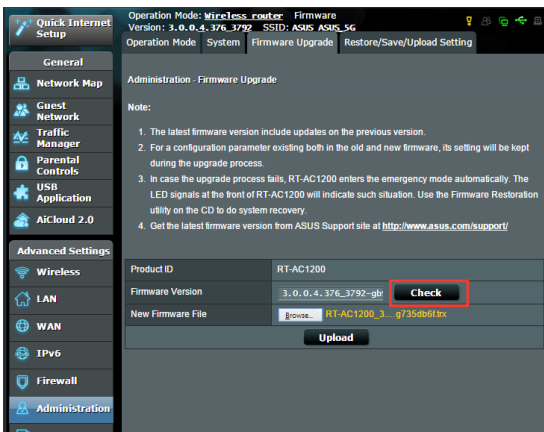 Quick Internet
Setup
General
Network Map
Guest
Network
Traffic
Manager
Parental
Controls
USB
Application
AiCloud 2.0
Advanced Settings
Wireless
LAN
WAN
IPv6
Firewall
Administration
Operation Mode: Wireless router Firmware
Version: 3.0.0.4.376_3792 SSID: ASUS ASUS_5G
Operation Mode System Firmware Upgrade Restore/Save/Upload Setting
Administration - Firmware Upgrade
Note:
1. The latest firmware version include updates on the previous version.
2. For a configuration parameter existing both in the old and new firmware, its setting will be kept
during the upgrade process.
3. In case the upgrade process fails, RT-AC1200 enters the emergency mode automatically. The
LED signals at the front of RT-AC1200 will indicate such situation. Use the Firmware Restoration
utility on the CD to do system recovery.
4. Get the latest firmware version from ASUS Support site at http://www.asus.com/support/
Product ID RT-AC1200
Firmware Version 3.0.0.4.376_3792-gb Check
New Firmware File Browse... RT-AC1200_3....g735db6f.trx
Upload